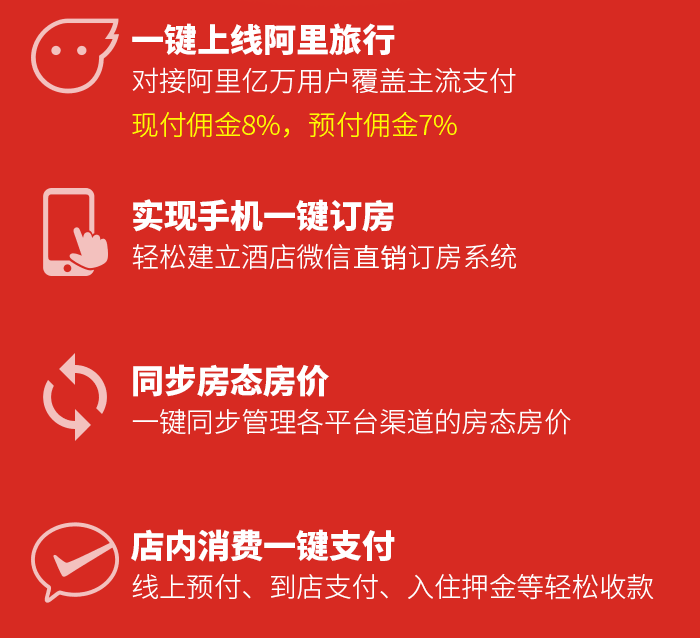 一键上线阿里旅行
对接阿里亿万用户覆盖主流支付
现付佣金8%，预付佣金7%
实现手机一键订房
轻松建立酒店微信直销订房系统
同步房态房价
一键同步管理各平台渠道的房态房价
店内消费一键支付
线上预付、到店支付、入住押金等轻松收款